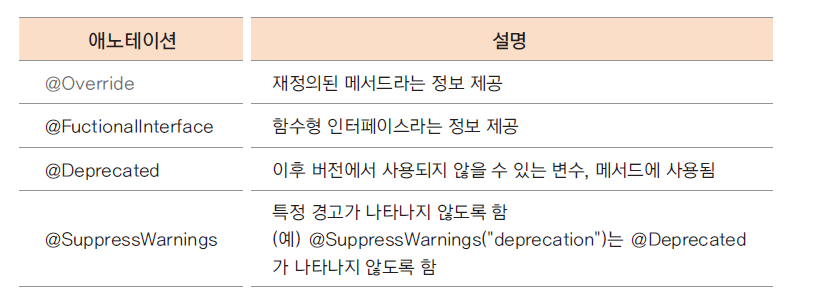 애노테이션 설명
@Override 재정의된 메서드라는 정보 제공
@FuctionalInterface 함수형 인터페이스라는 정보 제공
@Deprecated 이후 버전에서 사용되지 않을 수 있는 변수, 메서드에 사용됨
특정 경고가 나타나지 않도록 함
@SuppressWarnings (예) @SuppressWarnings("deprecation")는 @Deprecated
가 나타나지 않도록 함